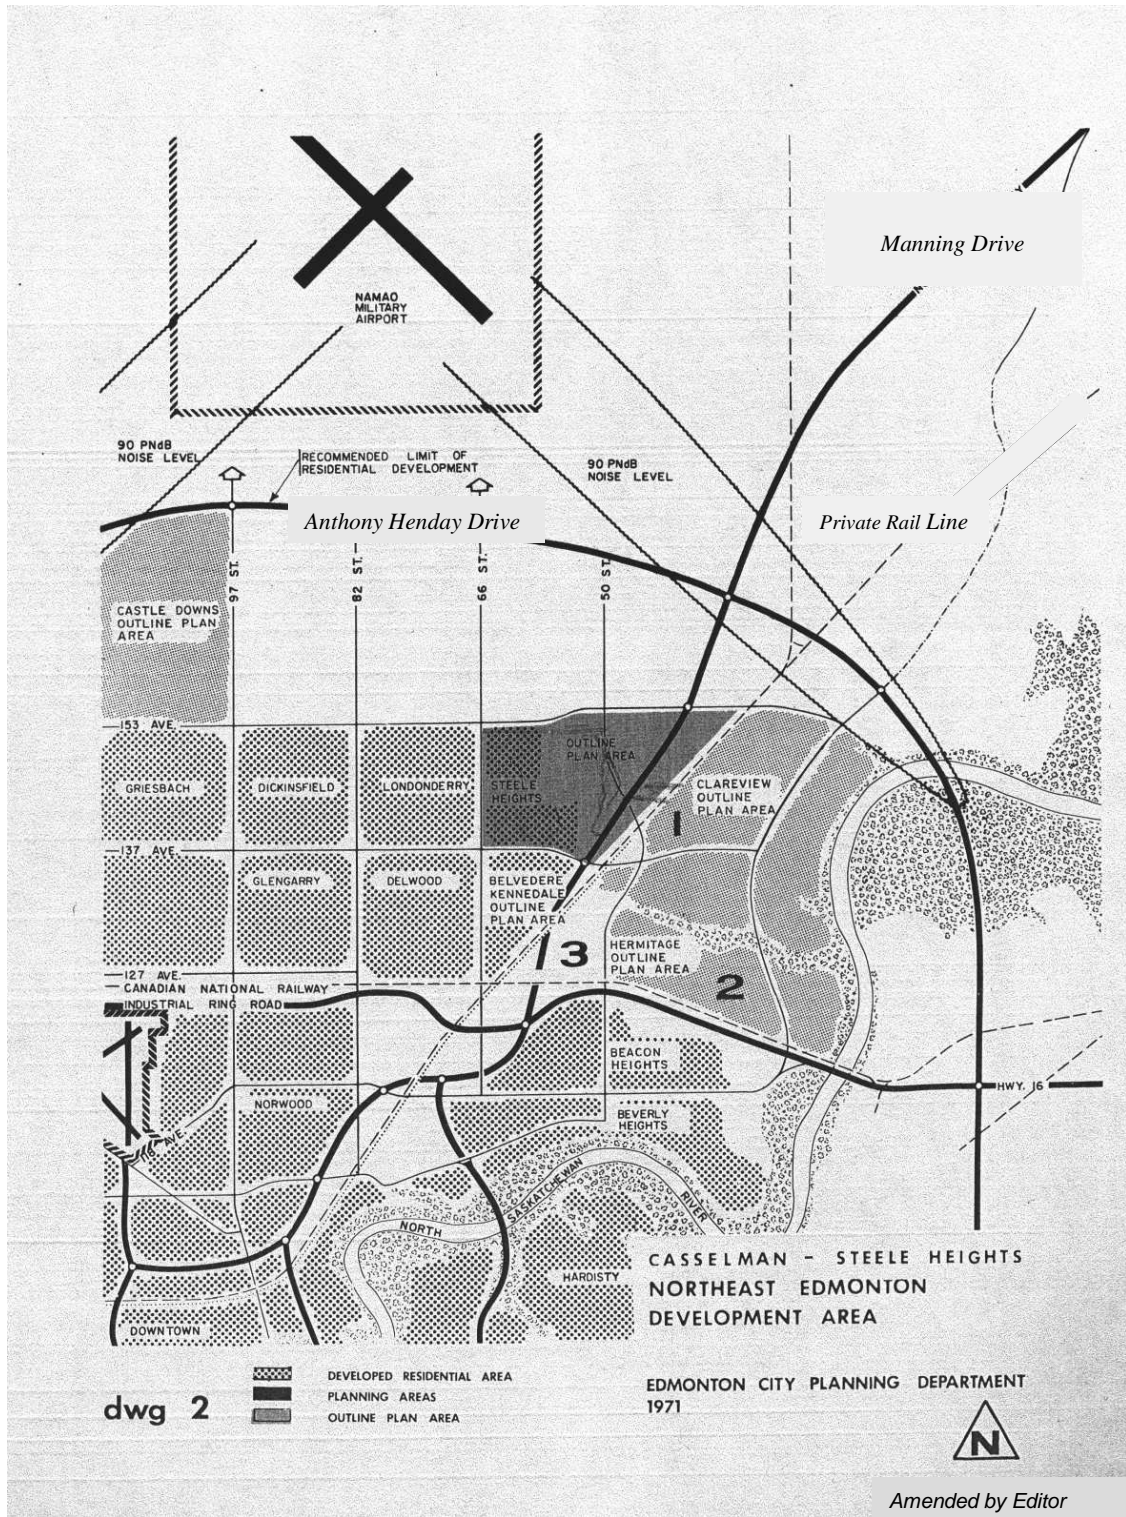 Manning Drive
NAMAO
MILITARY
AIRPORT
90 PNdB
NOISE LEVEL
RECOMMENDED LIMIT OF
RESIDENTIAL DEVELOPMENT
90 PNdB
NOISE LEVEL
Anthony Henday Drive
Private Rail Line
97 ST.
82 ST.
66 ST.
50 ST.
CASTLE DOWNS
OUTLINE PLAN
AREA
153 AVE.
OUTLINE
PLAN AREA
GRIESBACH
DICKINSFIELD
LONDONDERRY
STEELE
HEIGHTS
CLAREVIEW
OUTLINE
PLAN AREA
1
137 AVE.
GLENGARRY
DELWOOD
BELVEDERE
KENNEDALE
OUTLINE
PLAN AREA
3
HERMITAGE
OUTLINE
PLAN AREA
2
127 AVE.
CANADIAN NATIONAL RAILWAY
INDUSTRIAL RING ROAD
BEACON
HEIGHTS
HWY. 16
NORWOOD
BEVERLY
HEIGHTS
118 AVE.
NORTH SASKATCHEWAN RIVER
HARDISTY
DOWNTOWN
CASSELMAN - STEELE HEIGHTS
NORTHEAST EDMONTON
DEVELOPMENT AREA
dwg 2
DEVELOPED RESIDENTIAL AREA
PLANNING AREAS
OUTLINE PLAN AREA
EDMONTON CITY PLANNING DEPARTMENT
1971
N
Amended by Editor